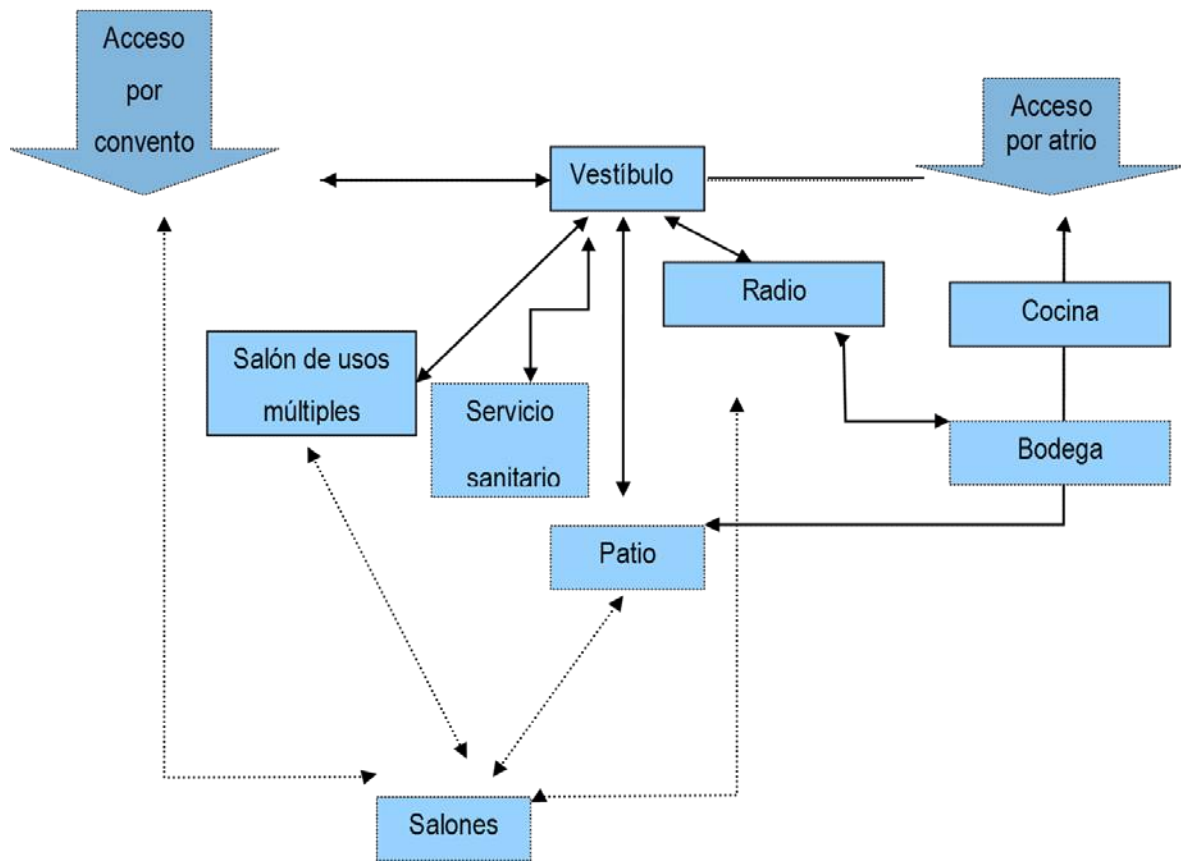 Acceso
por
convento
Acceso
por atrio
Vestíbulo
Radio
Cocina
Salón de usos
múltiples
Servicio
sanitario
Bodega
Patio
Salones